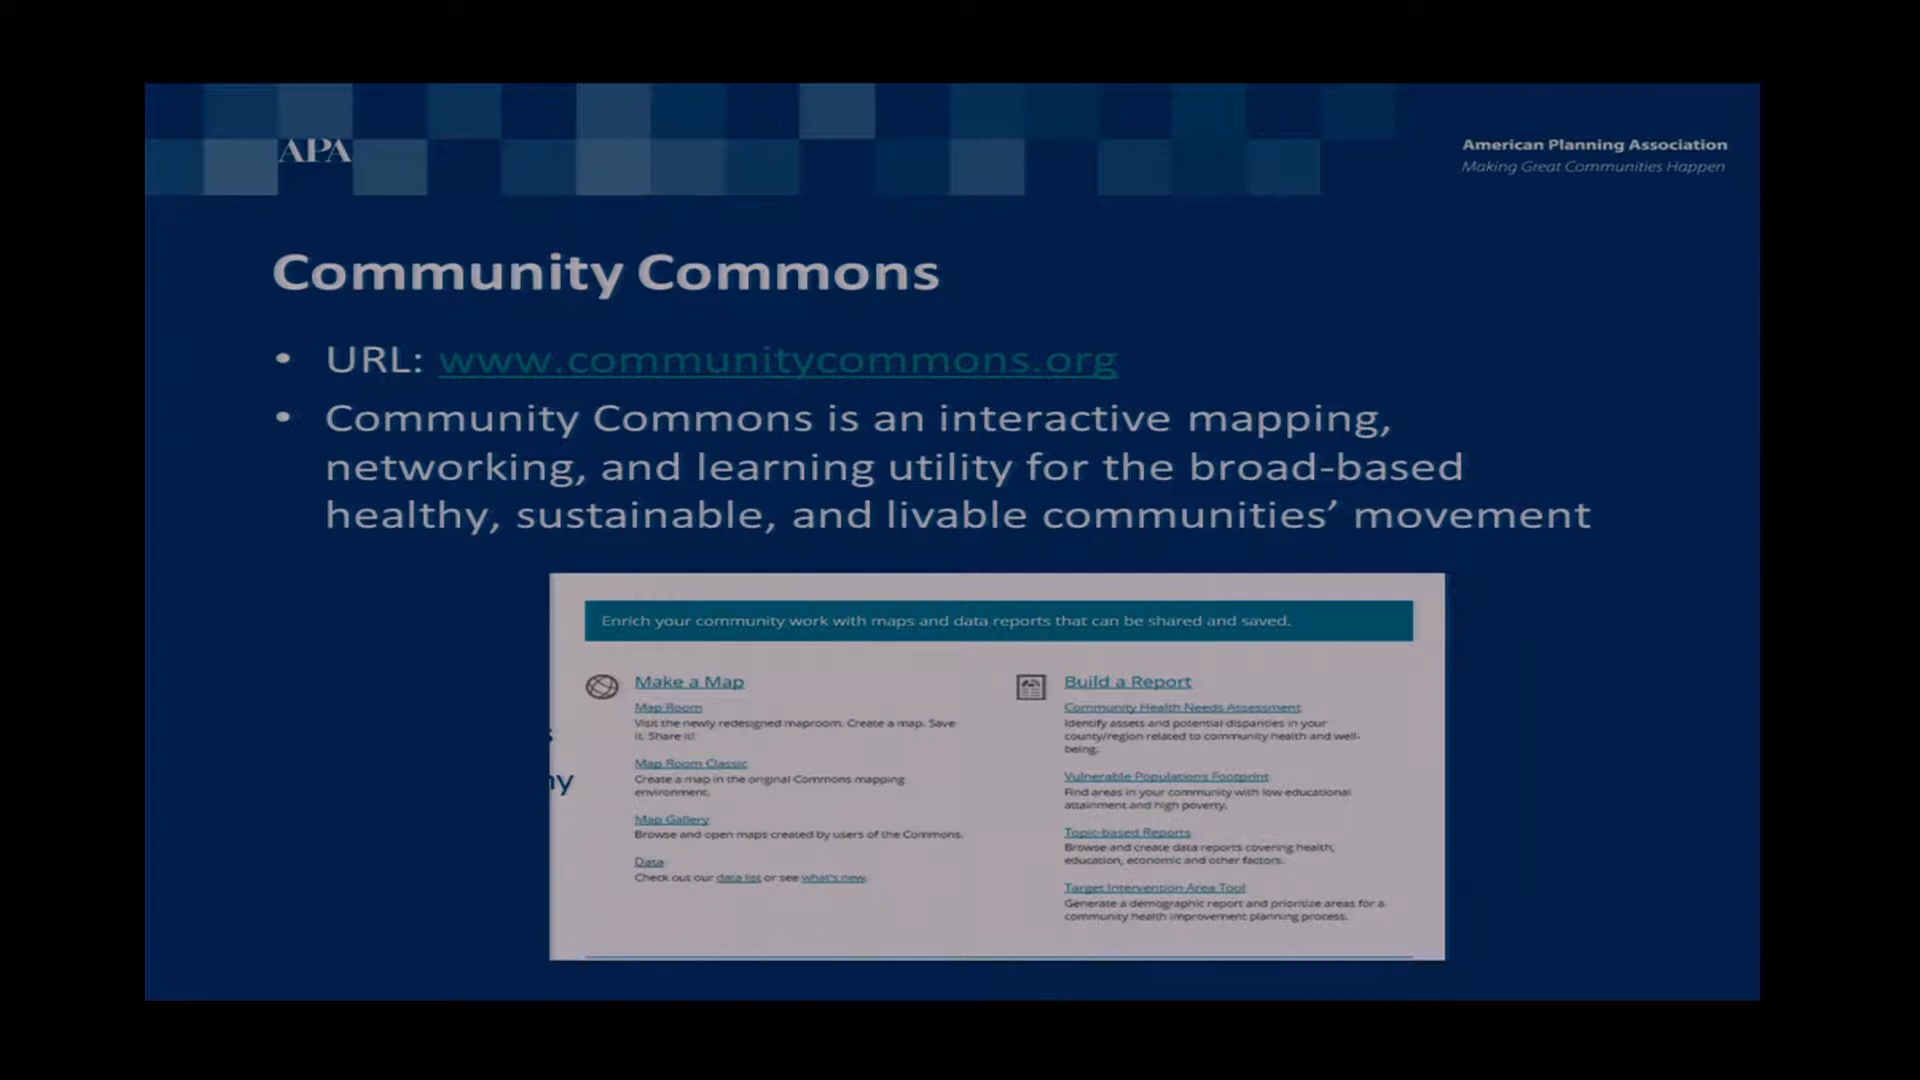 APA
American Planning Association
Making Great Communities Happen
Community Commons
• URL: www.communitycommons.org
• Community Commons is an interactive mapping,
networking, and learning utility for the broad-based
healthy, sustainable, and livable communities’ movement
Enrich your community work with maps and data reports that can be shared and saved.
Make a Map
Map Room
Visit the newly redesigned maproom. Create a map. Save
it. Share it!
Map Room Classic
Create a map in the original Commons mapping
environment.
Map Gallery
Browse and open maps created by users of the Commons.
Data
Check out our data list or see what's new.
Build a Report
Community Health Needs Assessment
Identify assets and potential disparities in your
county/region related to community health and well-
being.
Vulnerable Populations Footprint
Find areas in your community with low educational
attainment and high poverty.
Topic-based Reports
Browse and create data reports covering health,
education, economic and other factors.
Target Intervention Area Tool
Generate a demographic report and prioritize areas for a
community health improvement planning process.